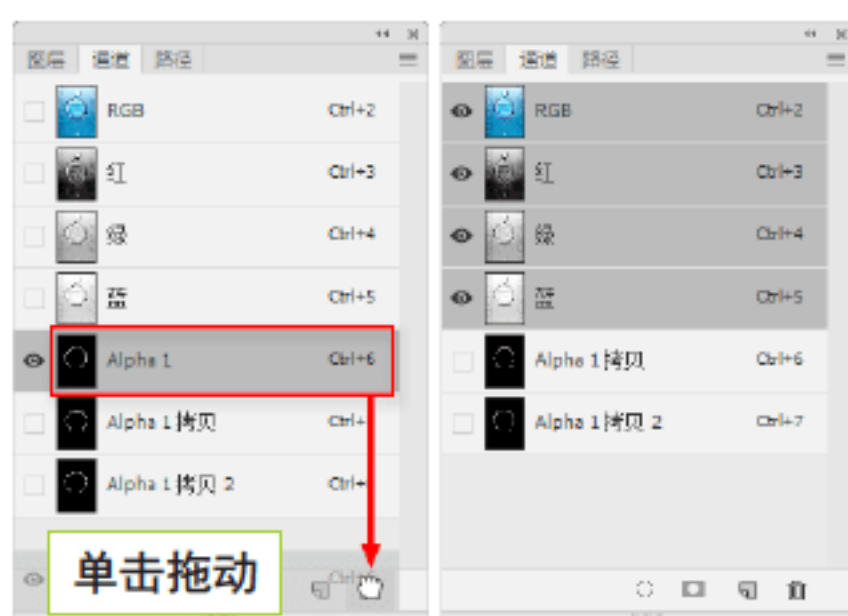 图层 通道 路径
RGB Ctrl+2
红 Ctrl+3
绿 Ctrl+4
蓝 Ctrl+5
Alpha 1 Ctrl+6
Alpha 1 拷贝 Ctrl+
Alpha 1 拷贝 2 Ctrl+
单击拖动
图层 通道 路径
RGB Ctrl+2
红 Ctrl+3
绿 Ctrl+4
蓝 Ctrl+5
Alpha 1 拷贝 Ctrl+6
Alpha 1 拷贝 2 Ctrl+7